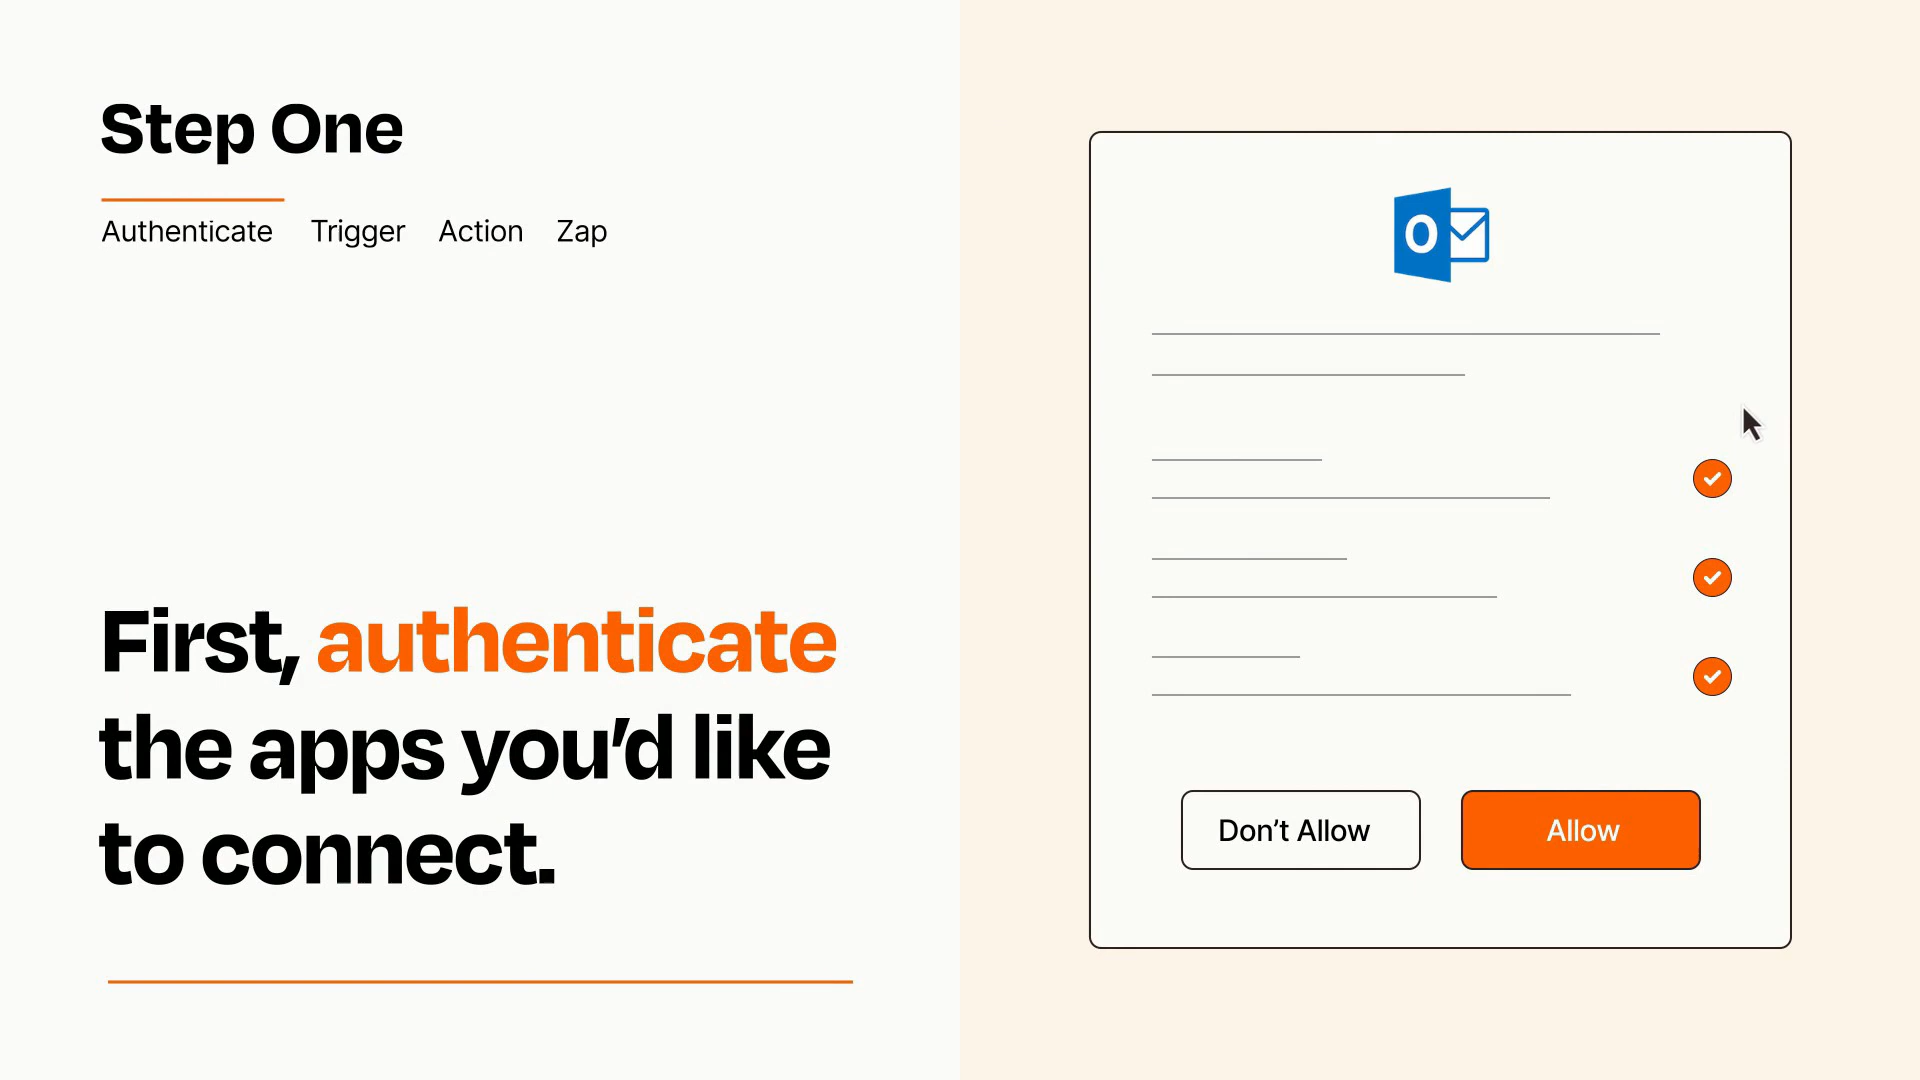 Step One
Authenticate Trigger Action Zap
First, authenticate
the apps you’d like
to connect.
O
Don’t Allow Allow